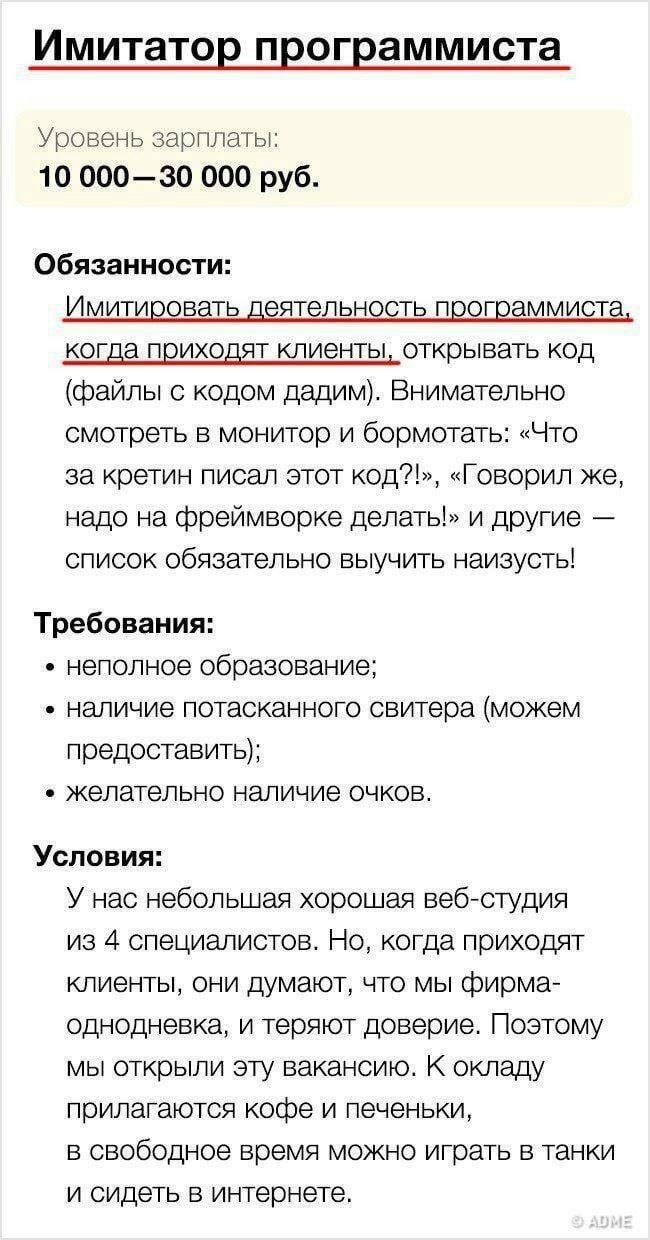 Имитатор программиста
Уровень зарплаты:
10 000—30 000 руб.
Обязанности:
Имитировать деятельность программиста,
когда приходят клиенты, открывать код
(файлы с кодом дадим). Внимательно
смотреть в монитор и бормотать: «Что
за кретин писал этот код?!», «Говорил же,
надо на фреймворке делать!» и другие —
список обязательно выучить наизусть!
Требования:
• неполное образование;
• наличие потасканного свитера (можем
предоставить);
• желательно наличие очков.
Условия:
У нас небольшая хорошая веб-студия
из 4 специалистов. Но, когда приходят
клиенты, они думают, что мы фирма-
однодневка, и теряют доверие. Поэтому
мы открыли эту вакансию. К окладу
прилагаются кофе и печеньки,
в свободное время можно играть в танки
и сидеть в интернете.
© ADME